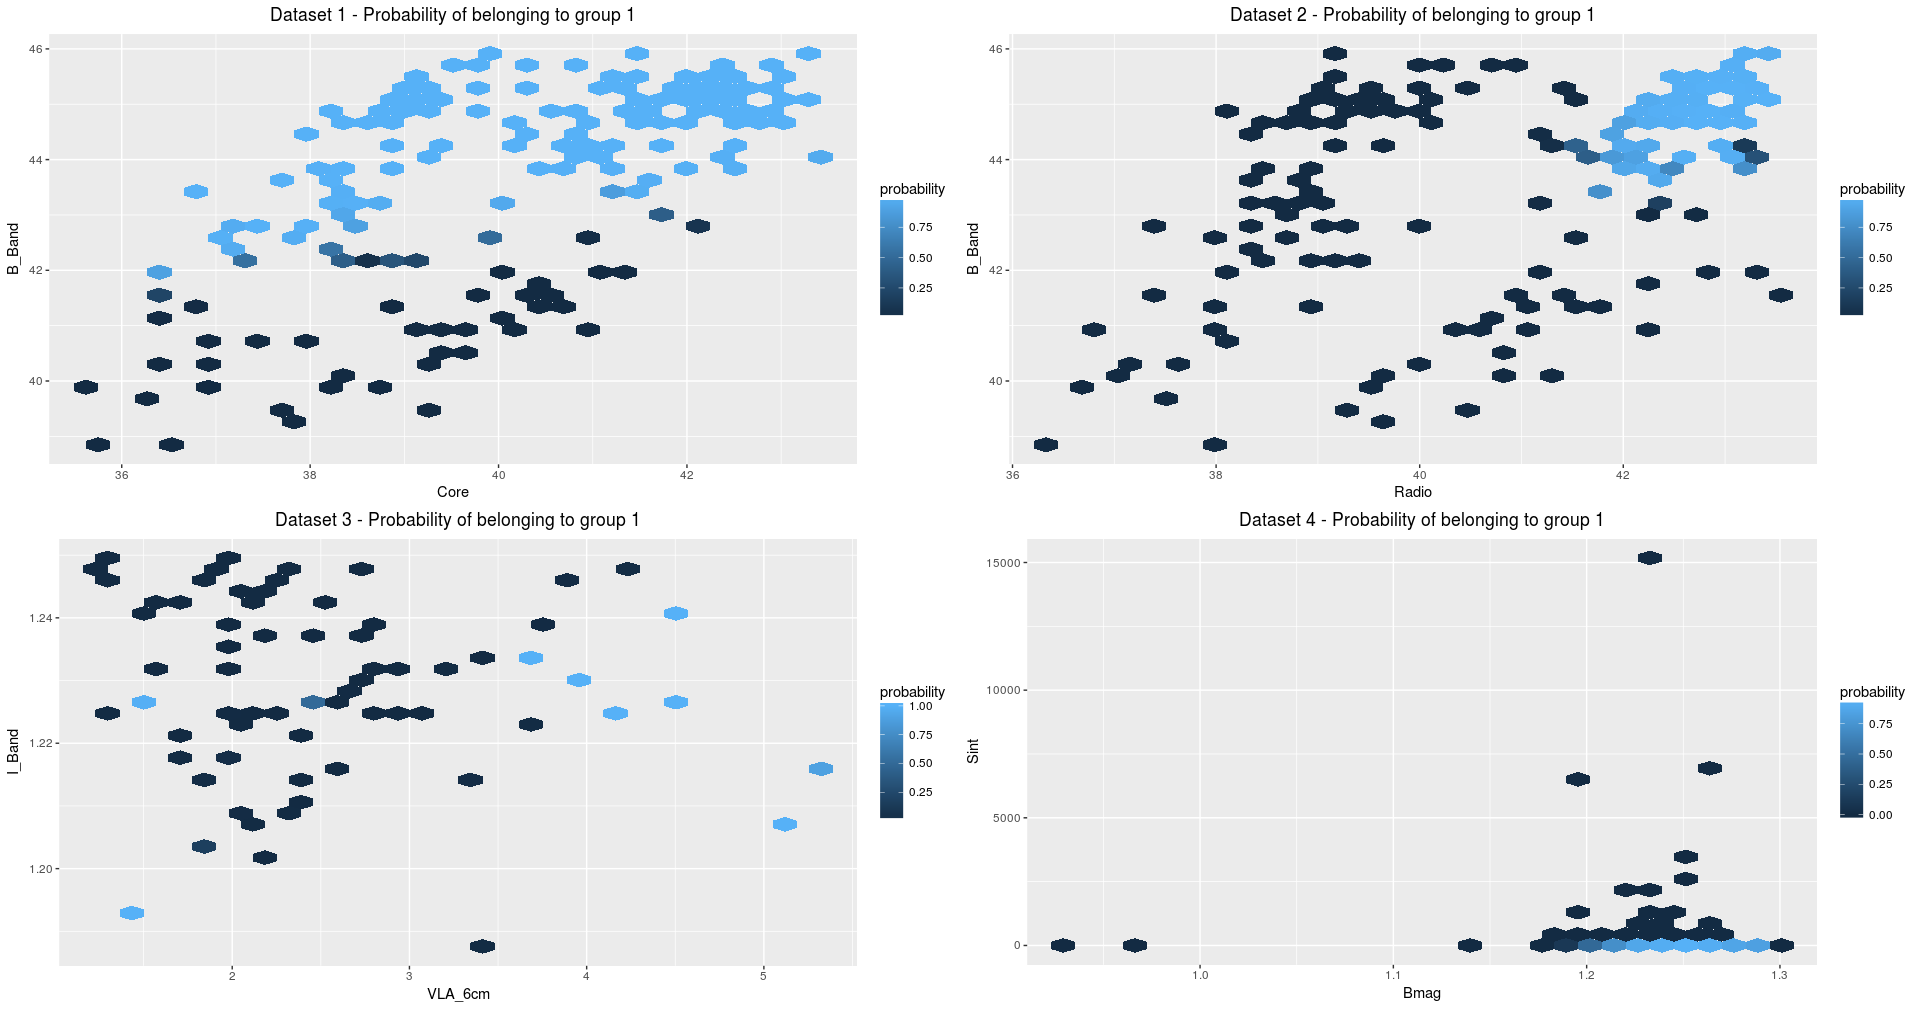 Dataset 1 - Probability of belonging to group 1
46
44
42
40
B_Band
36
38
40
42
Core
probability
0.75
0.50
0.25
Dataset 2 - Probability of belonging to group 1
46
44
42
40
B_Band
36
38
40
42
Radio
probability
0.75
0.50
0.25
Dataset 3 - Probability of belonging to group 1
1.24
1.22
1.20
I_Band
2
3
4
5
VLA_6cm
probability
1.00
0.75
0.50
0.25
Dataset 4 - Probability of belonging to group 1
15000
10000
5000
0
Sint
1.0
1.1
1.2
1.3
Bmag
probability
0.75
0.50
0.25
0.00